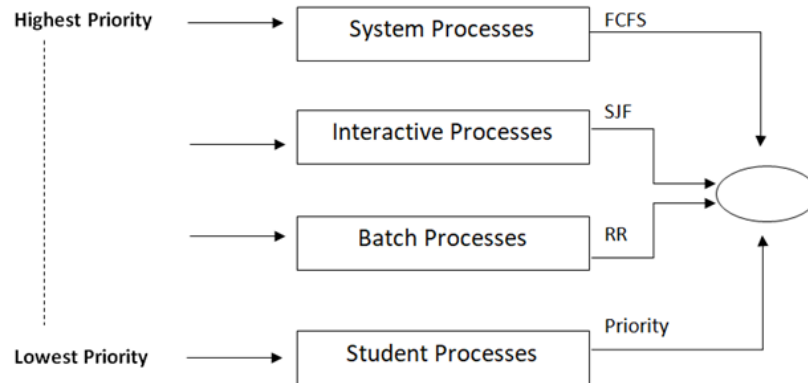 Highest Priority
System Processes
FCFS
Interactive Processes
SJF
Batch Processes
RR
Lowest Priority
Student Processes
Priority